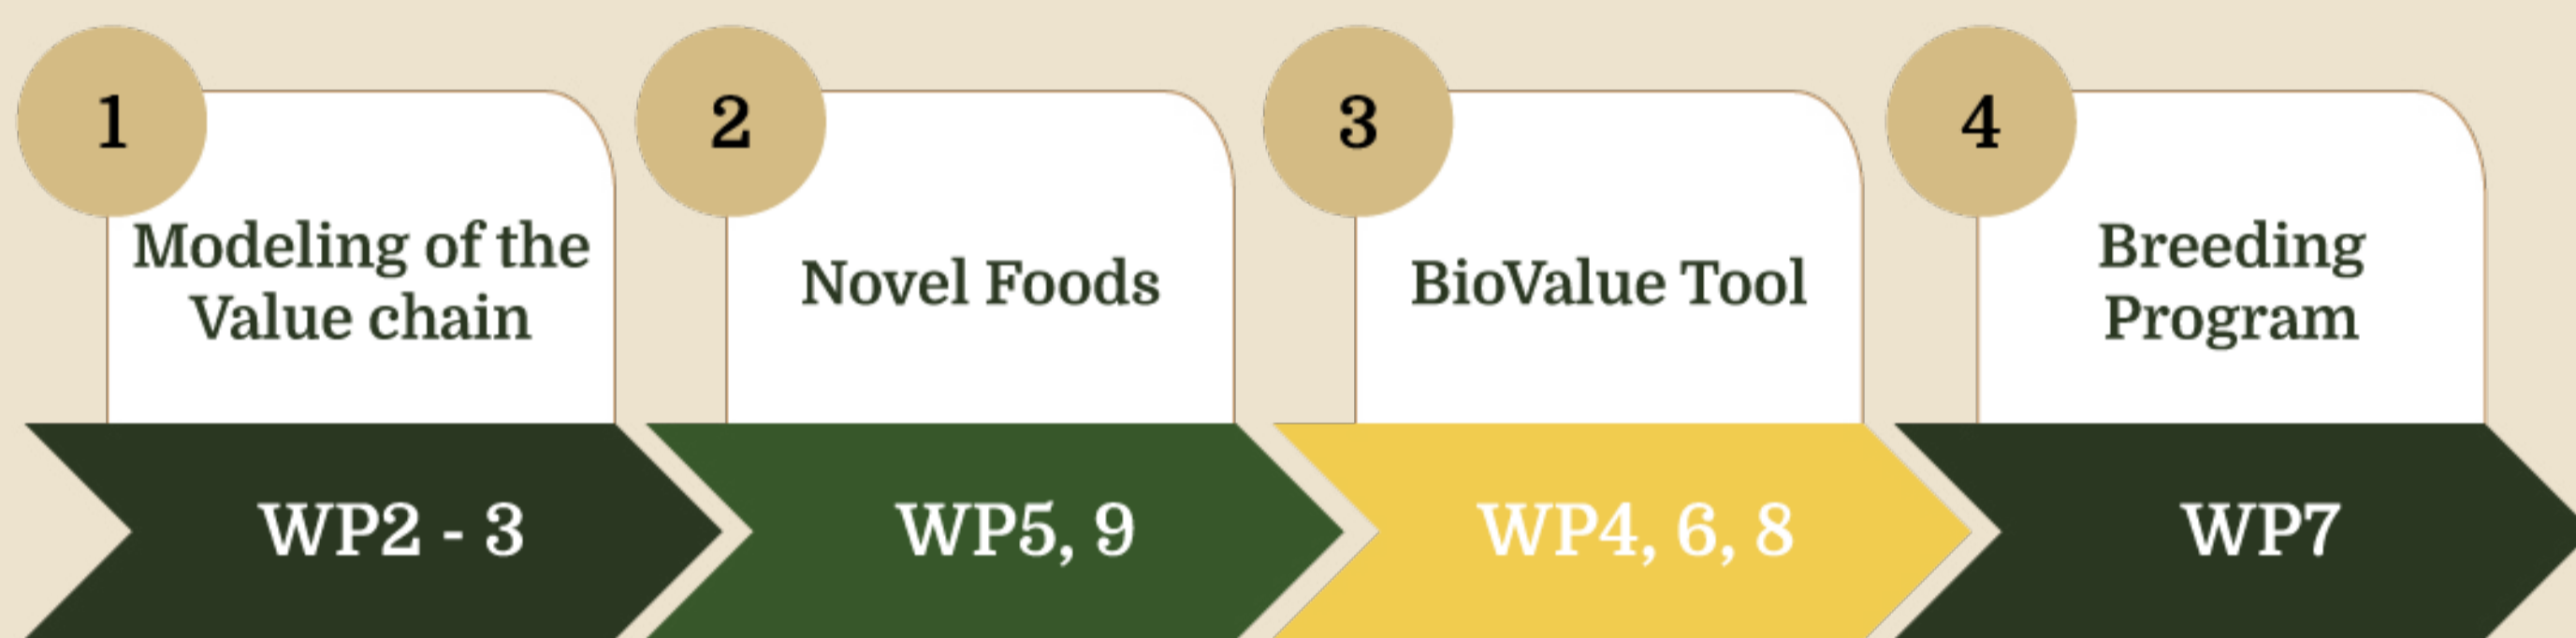 1
Modeling of the
Value chain
WP2 - 3
2
Novel Foods
WP5, 9
3
BioValue Tool
WP4, 6, 8
4
Breeding
Program
WP7